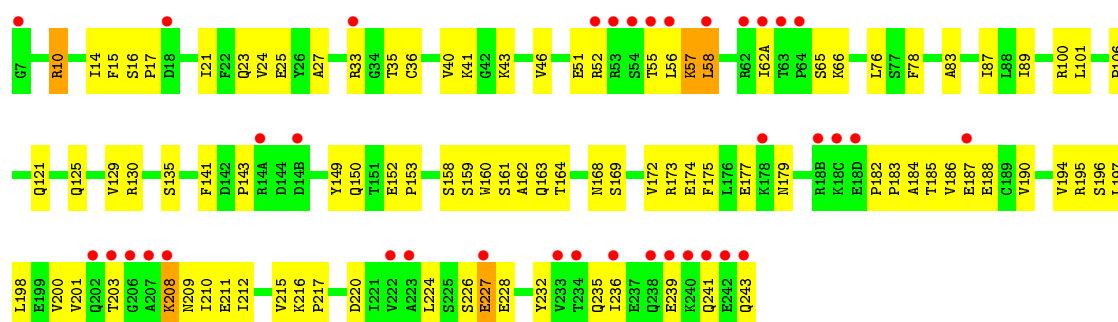 G7 R10 I14 F15 S16 P17 D18 I21 F22 Q23 V24 E25 Y26 A27 R33 G34 T35 C36 V40 K41 G42 K43 V46 E51 R52 R53 S54 T55 L56 K57 L58 R62 I62A T63 P64 S65 K66 L76 S77 F78 A83 I87 L88 I89 R100 L101
Q121 Q125 V129 R130 S135 F141 D142 P143 R14A D144 D14B Y149 Q150 T151 E152 P153 S158 S159 W160 S161 A162 Q163 T164 N168 S169 V172 R173 E174 F175 L176 E177 K178 N179 R18B K18C E18D P182 P183 A184 T185 V186 E187 E188 G189 V190 V194 R195 S196 L197
L198 E199 V200 V201 Q202 T203 G206 A207 K208 N209 I210 E211 I212 V215 K216 P217 D220 I221 V222 A223 L224 S225 S226 E227 E228 Y232 V233 T234 Q235 I236 E237 Q238 E239 K240 Q241 E242 Q243